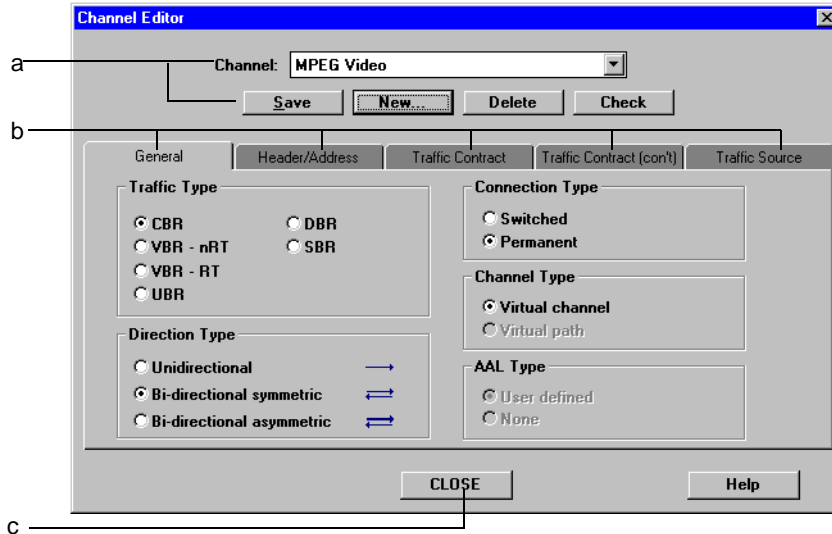 Channel Editor
a
Channel: MPEG Video
Save New... Delete Check
b
General Header/Address Traffic Contract Traffic Contract (con't) Traffic Source
Traffic Type
CBR DBR
VBR - nRT SBR
VBR - RT
UBR
Connection Type
Switched
Permanent
Channel Type
Virtual channel
Virtual path
Direction Type
Unidirectional
Bi-directional symmetric
Bi-directional asymmetric
AAL Type
User defined
None
CLOSE Help
c